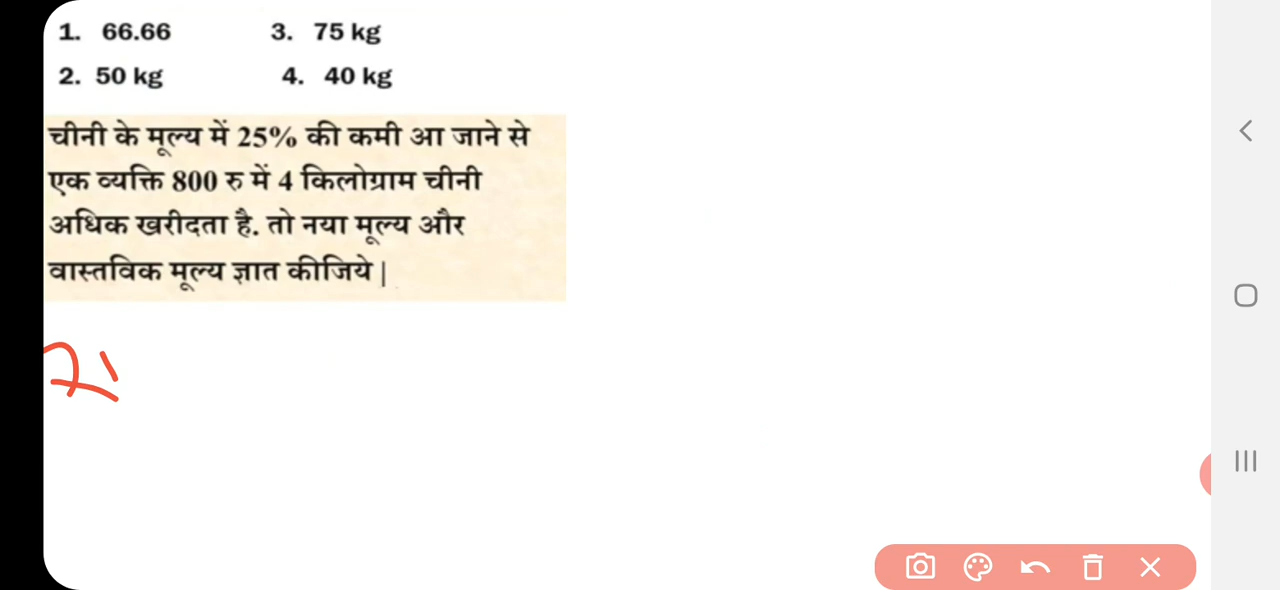 1. 66.66 3. 75 kg
2. 50 kg 4. 40 kg
चीनी के मूल्य में 25% की कमी आ जाने से
एक व्यक्ति 800 रु में 4 किलोग्राम चीनी
अधिक खरीदता है. तो नया मूल्य और
वास्तविक मूल्य ज्ञात कीजिये |